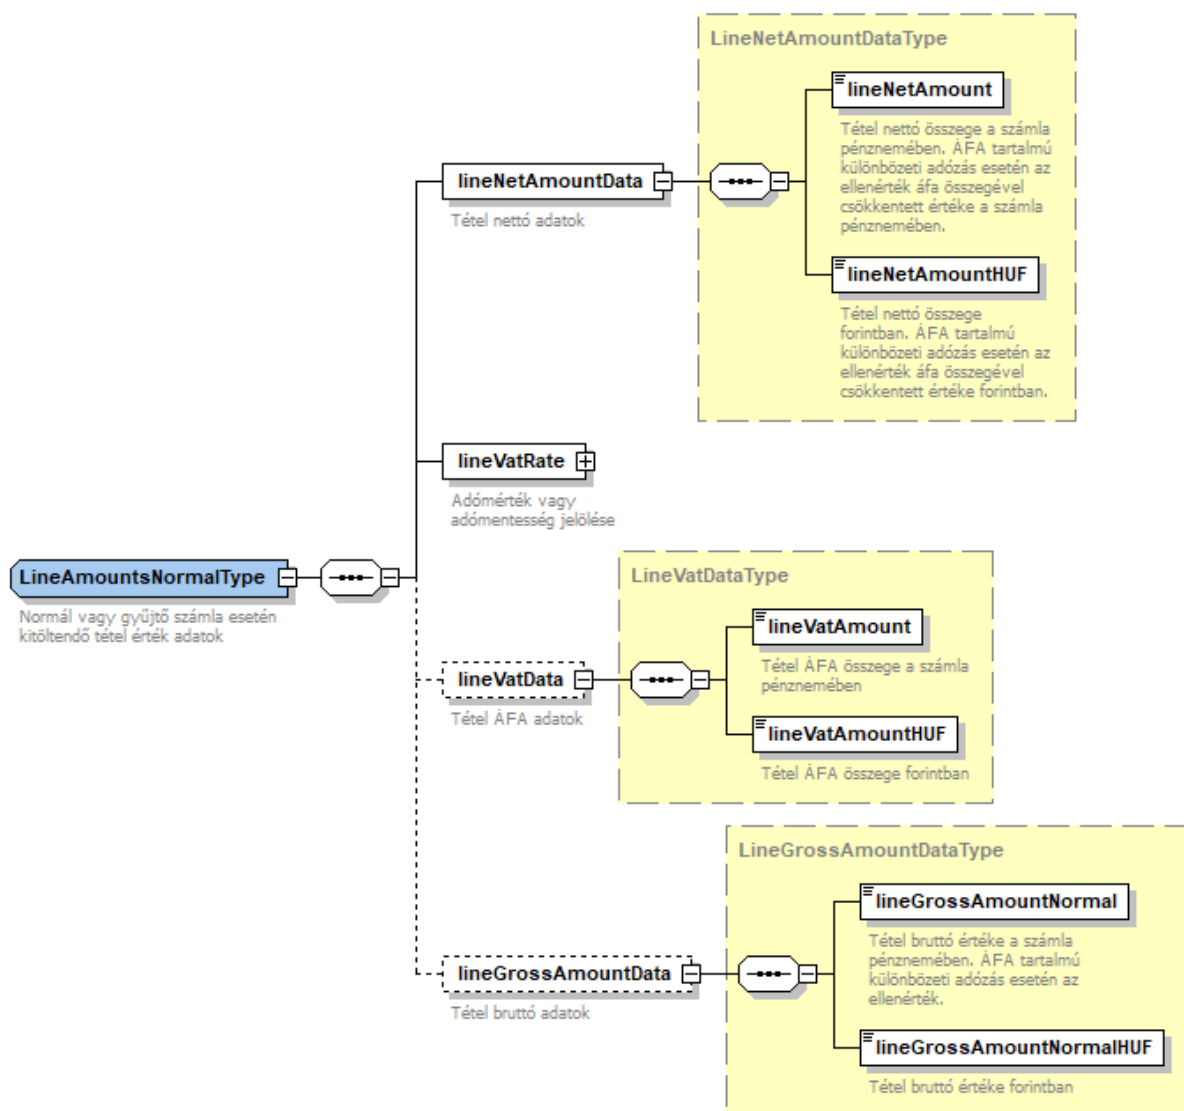 LineNetAmountDataType
lineNetAmount
Tétel nettó összege a számla
pénznemében. ÁFA tartalmú
különbözeti adózás esetén az
ellenérték áfa összegével
csökkentett értéke a számla
pénznemében.
lineNetAmountData
Tétel nettó adatok
lineNetAmountHUF
Tétel nettó összege
forintban. ÁFA tartalmú
különbözeti adózás esetén az
ellenérték áfa összegével
csökkentett értéke forintban.
lineVatRate
Adómérték vagy
adómentesség jelölése
LineAmountsNormalType
Normál vagy gyűjtő számla esetén
kitöltendő tétel érték adatok
LineVatDataType
lineVatAmount
Tétel ÁFA összege a számla
pénznemében
lineVatData
Tétel ÁFA adatok
lineVatAmountHUF
Tétel ÁFA összege forintban
LineGrossAmountDataType
lineGrossAmountNormal
Tétel bruttó értéke a számla
pénznemében. ÁFA tartalmú
különbözeti adózás esetén az
ellenérték.
lineGrossAmountData
Tétel bruttó adatok
lineGrossAmountNormalHUF
Tétel bruttó értéke forintban